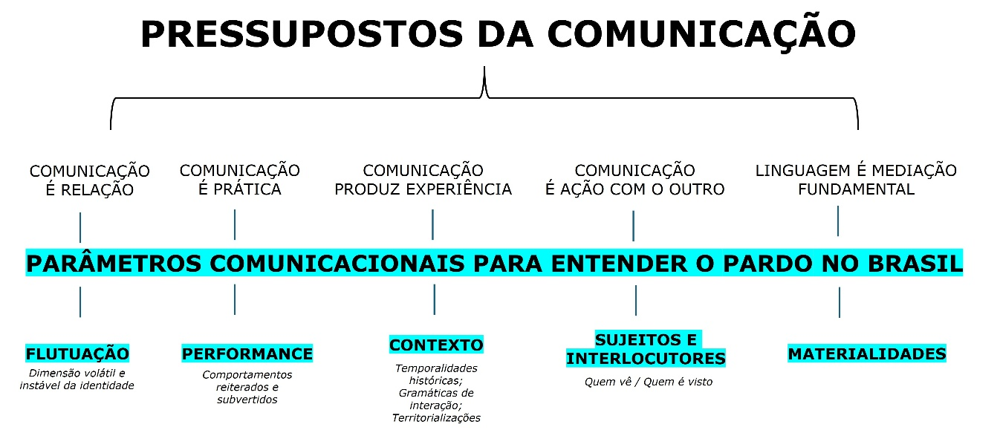 PRESSUPOSTOS DA COMUNICAÇÃO
COMUNICAÇÃO
É RELAÇÃO
COMUNICAÇÃO
É PRÁTICA
COMUNICAÇÃO
PRODUZ EXPERIÊNCIA
COMUNICAÇÃO
É AÇÃO COM O OUTRO
LINGUAGEM É MEDIAÇÃO
FUNDAMENTAL
PARÂMETROS COMUNICACIONAIS PARA ENTENDER O PARDO NO BRASIL
FLUTUAÇÃO
Dimensão volátil e
instável da identidade
PERFORMANCE
Comportamentos
reiterados e
subvertidos
CONTEXTO
Temporalidades
históricas;
Gramáticas de
interação;
Territorializações
SUJEITOS E
INTERLOCUTORES
Quem vê / Quem é visto
MATERIALIDADES